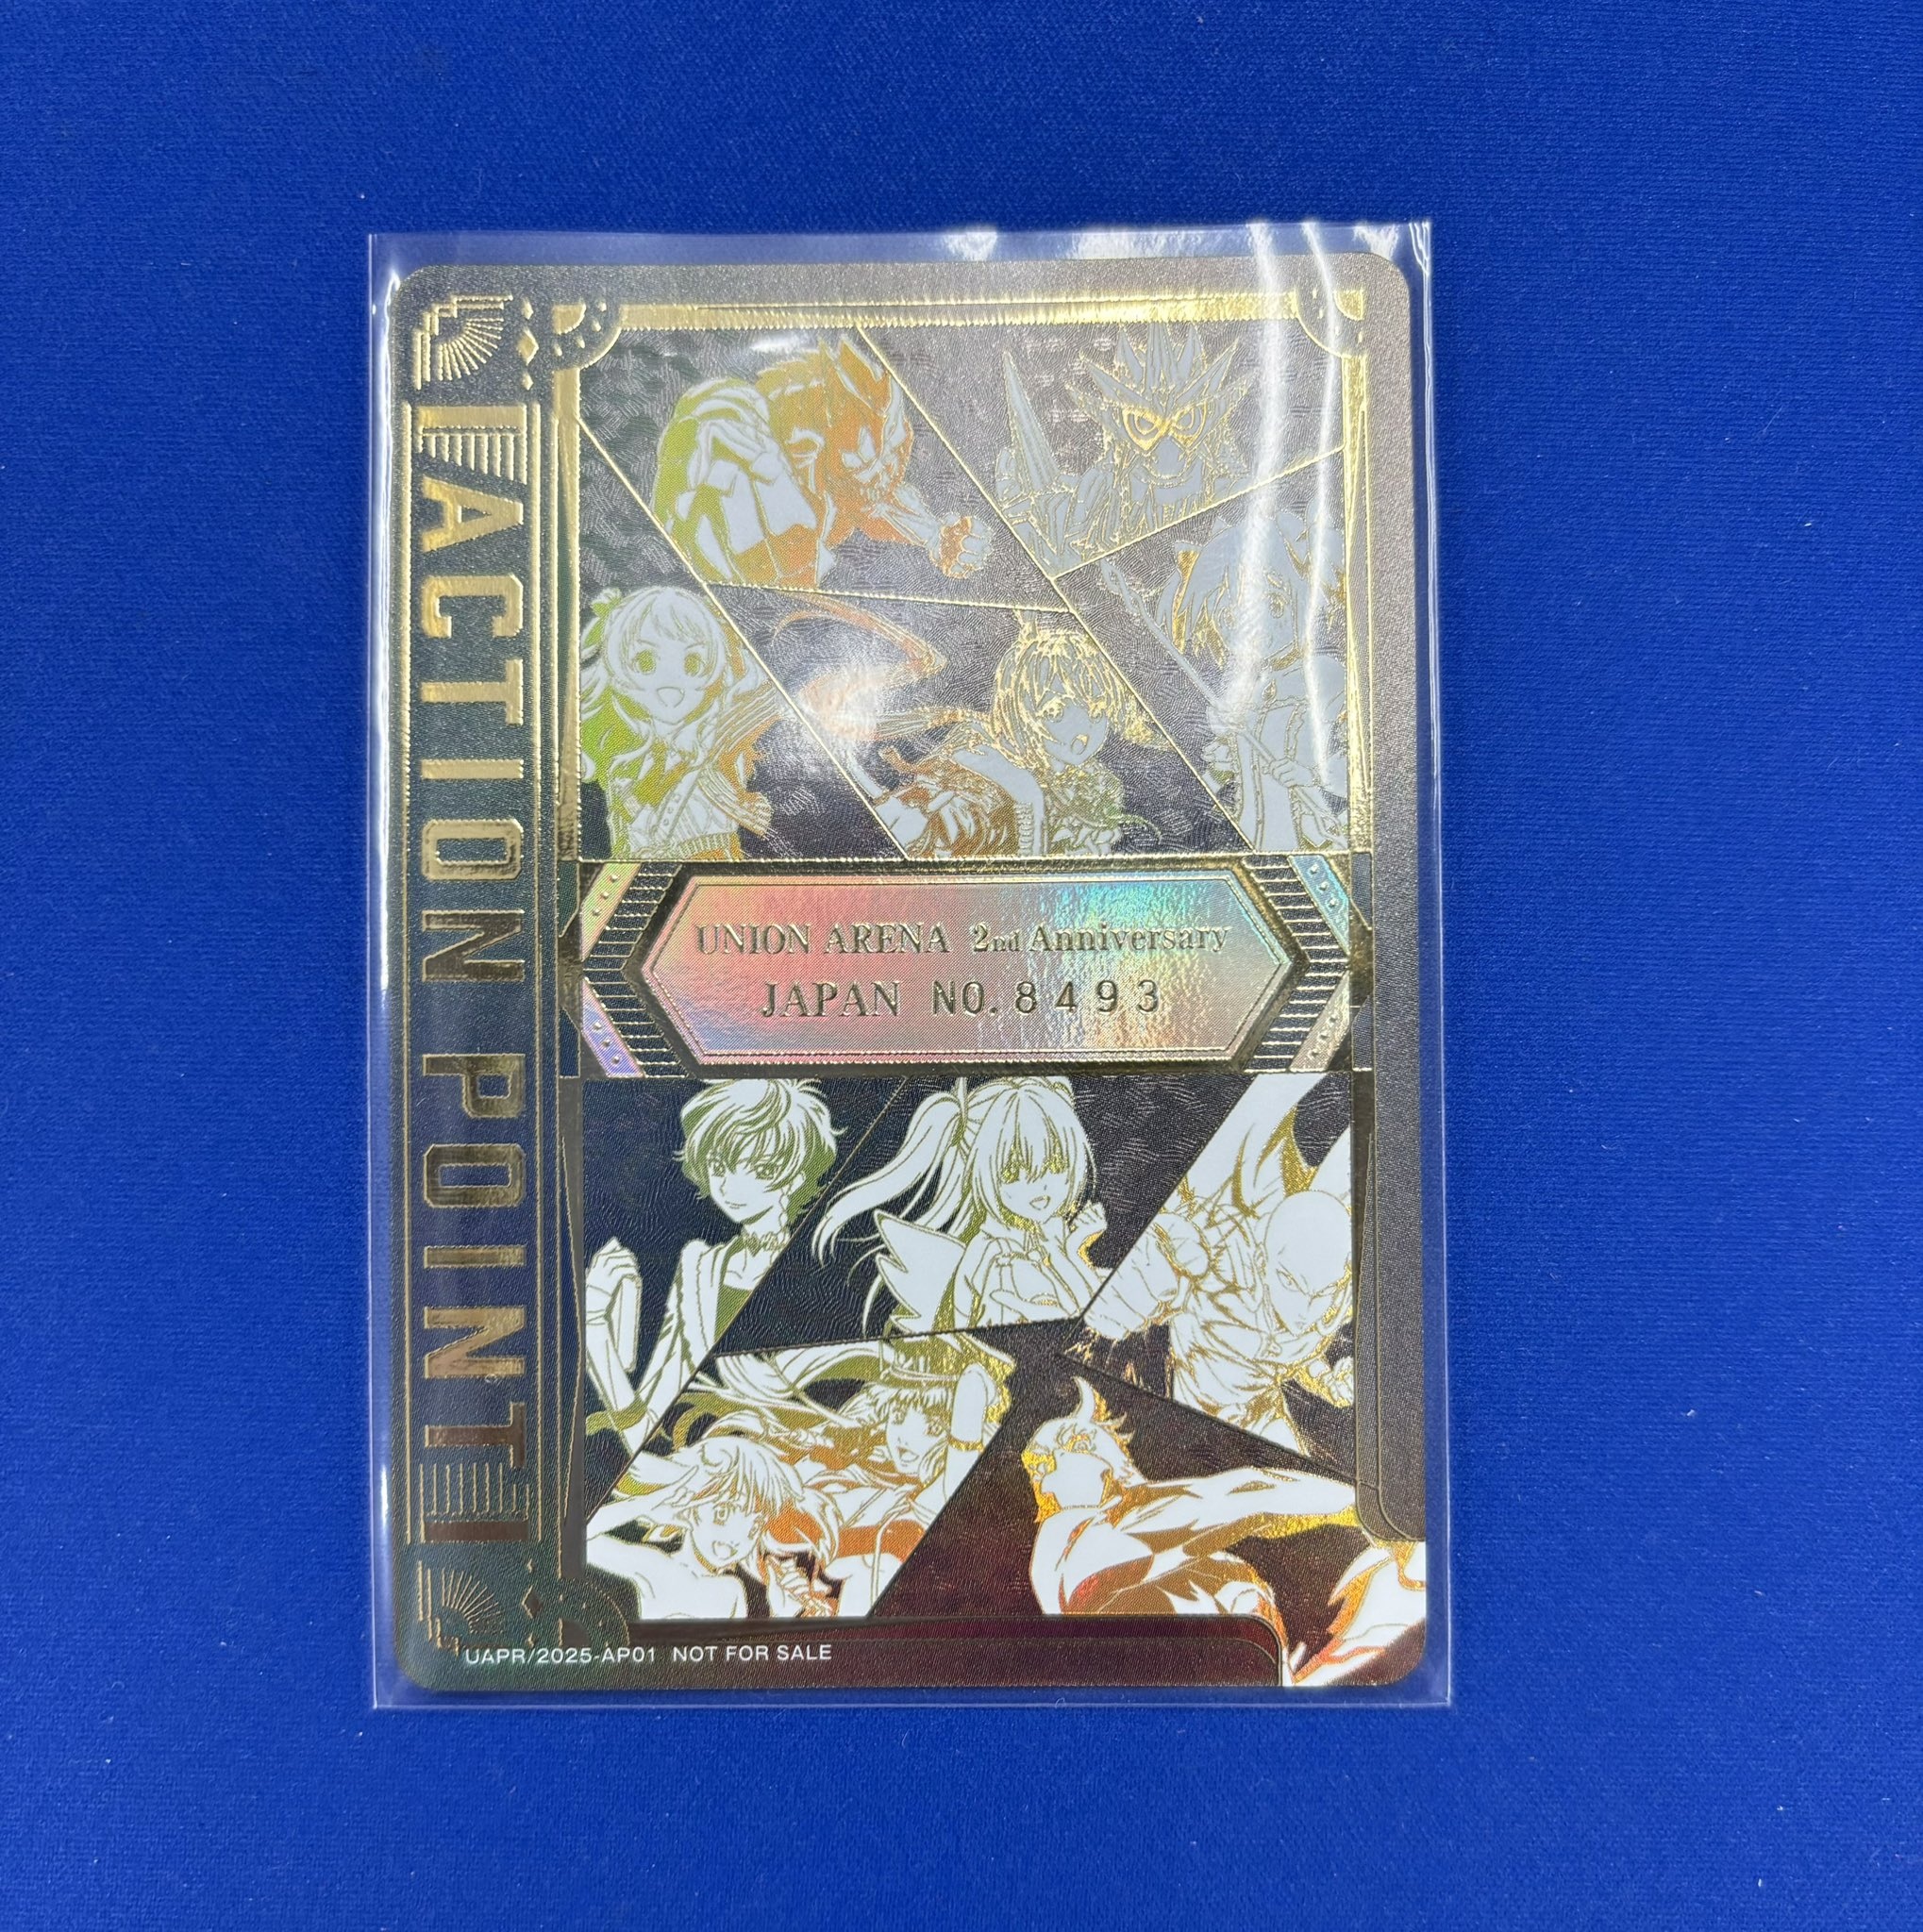 ACTION POINT
UNION ARENA 2nd Anniversary
JAPAN NO.8493
UAPR/2025-AP01 NOT FOR SALE